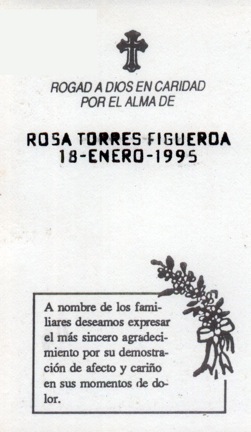 ROGAD A DIOS EN CARIDAD
POR EL ALMA DE
ROSA TORRES FIGUEROA
18-ENERO-1995
A nombre de los fami-
liares deseamos expresar
el más sincero agradeci-
miento por su demostra-
ción de afecto y cariño
en sus momentos de do-
lor.